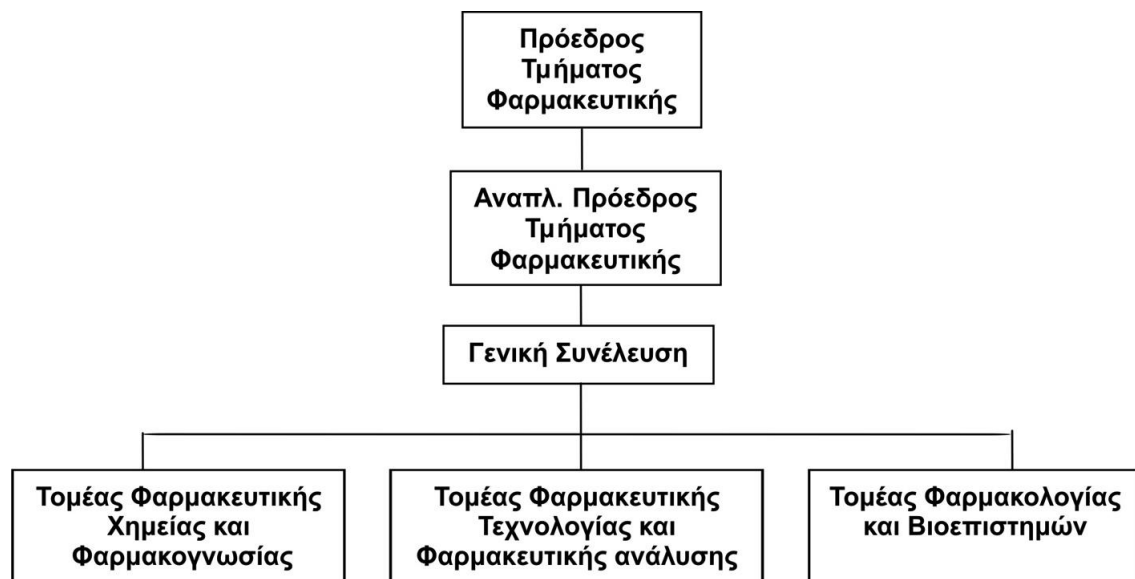 Πρόεδρος
Τμήματος
Φαρμακευτικής
Αναπλ. Πρόεδρος
Τμήματος
Φαρμακευτικής
Γενική Συνέλευση
Τομέας Φαρμακευτικής
Χημείας και
Φαρμακογνωσίας
Τομέας Φαρμακευτικής
Τεχνολογίας και
Φαρμακευτικής ανάλυσης
Τομέας Φαρμακολογίας
και Βιοεπιστημών